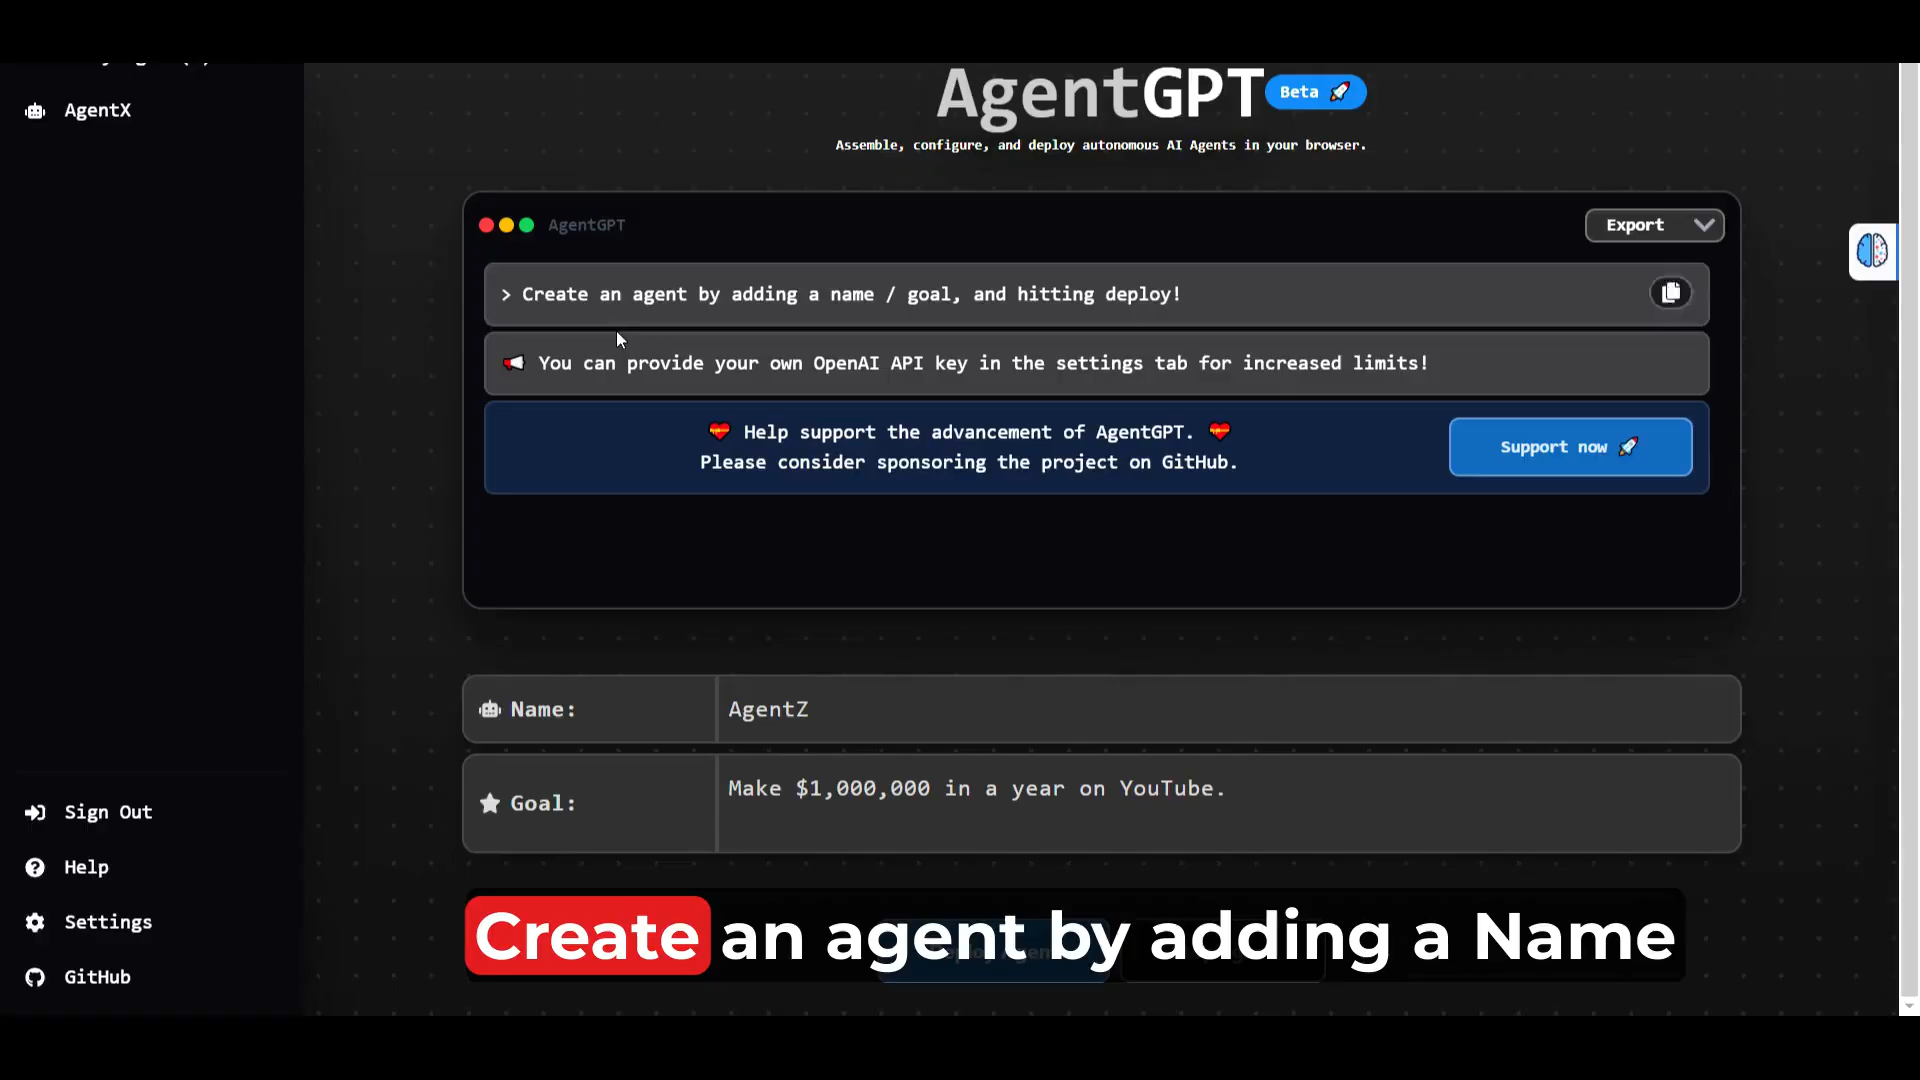 AgentX
AgentGPT
Beta
Assemble, configure, and deploy autonomous AI Agents in your browser.
AgentGPT
Export
> Create an agent by adding a name / goal, and hitting deploy!
You can provide your own OpenAI API key in the settings tab for increased limits!
Help support the advancement of AgentGPT.
Please consider sponsoring the project on GitHub.
Support now
Name:
AgentZ
Goal:
Make $1,000,000 in a year on YouTube.
Sign Out
Help
Settings
GitHub
Create an agent by adding a Name